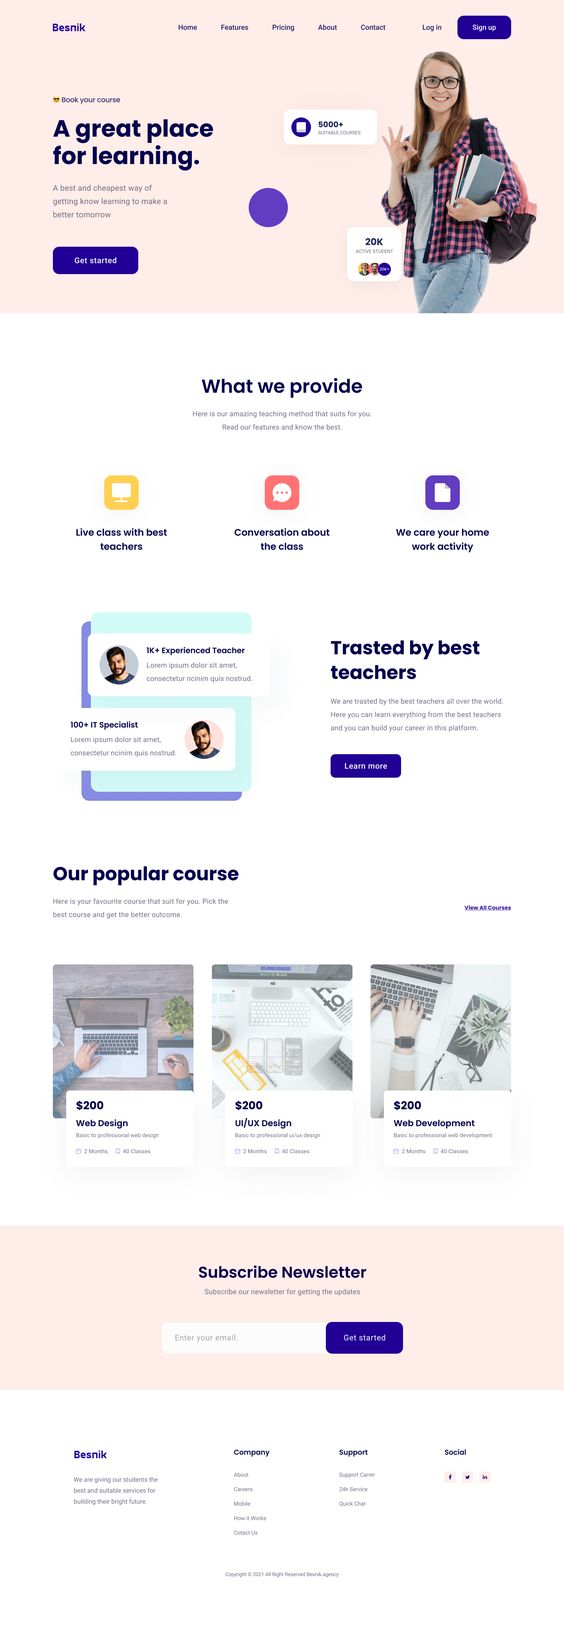 Besnik
Home Features Pricing About Contact Log in Sign up
😎 Book your course
A great place
for learning.
A best and cheapest way of
getting know learning to make a
better tomorrow
Get started
5000+
SUITABLE COURSES
20K
ACTIVE STUDENT
20K+
What we provide
Here is our amazing teaching method that suits for you.
Read our features and know the best.
Live class with best
teachers
Conversation about
the class
We care your home
work activity
1K+ Experienced Teacher
Lorem ipsum dolor sit amet,
consectetur ncinim quis nostrud.
100+ IT Specialist
Lorem ipsum dolor sit amet,
consectetur ncinim quis nostrud.
Trasted by best
teachers
We are trasted by the best teachers all over the world.
Here you can learn everything from the best teachers
and you can build your career in this platform.
Learn more
Our popular course
Here is your favourite course that suit for you. Pick the
best course and get the better outcome.
View All Courses
$200
Web Design
Basic to professional web design
2 Months 40 Classes
$200
UI/UX Design
Basic to professional ui/ux design
2 Months 40 Classes
$200
Web Development
Basic to professional web development
2 Months 40 Classes
Subscribe Newsletter
Subscribe our newsletter for getting the updates
Enter your email.
Get started
Besnik
We are giving our students the
best and suitable services for
building their bright future.
Company
About
Careers
Mobile
How it Works
Cotact Us
Support
Support Carrer
24h Service
Quick Chat
Social
Copyright © 2021 All Right Reserved Besnik agency